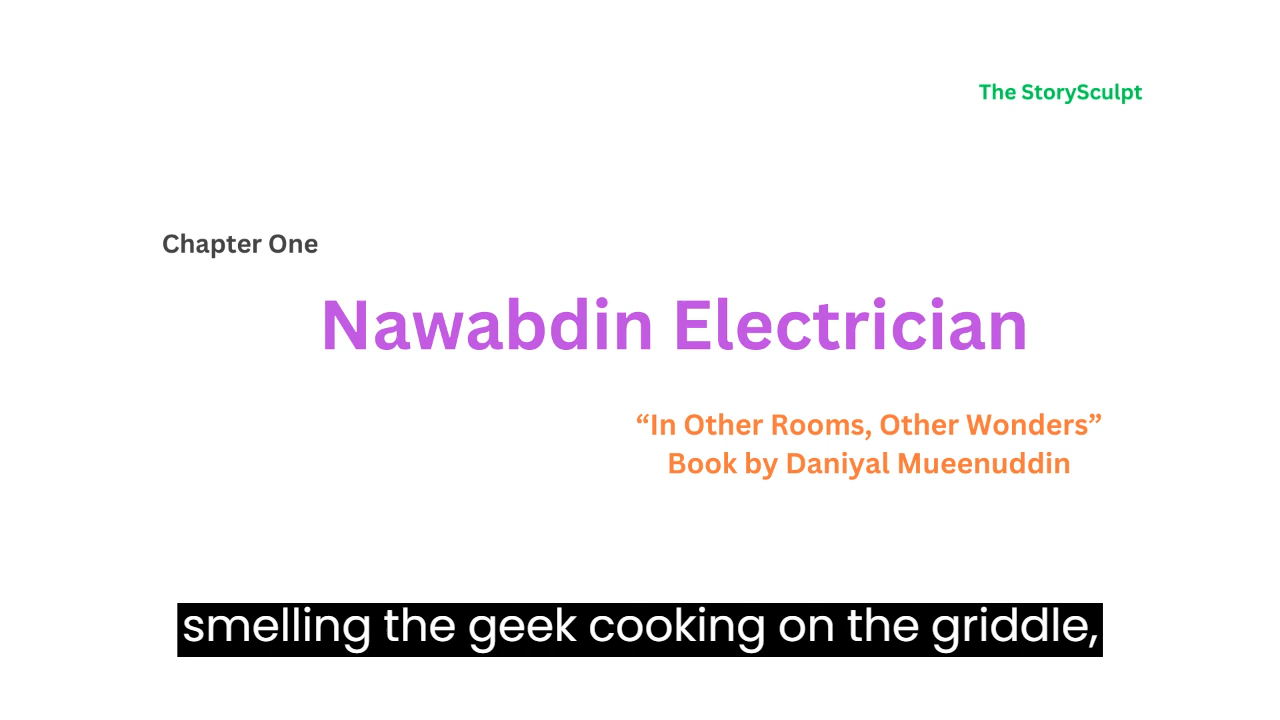 The StorySculpt
Chapter One
Nawabdin Electrician
“In Other Rooms, Other Wonders”
Book by Daniyal Mueenuddin
smelling the geek cooking on the griddle,